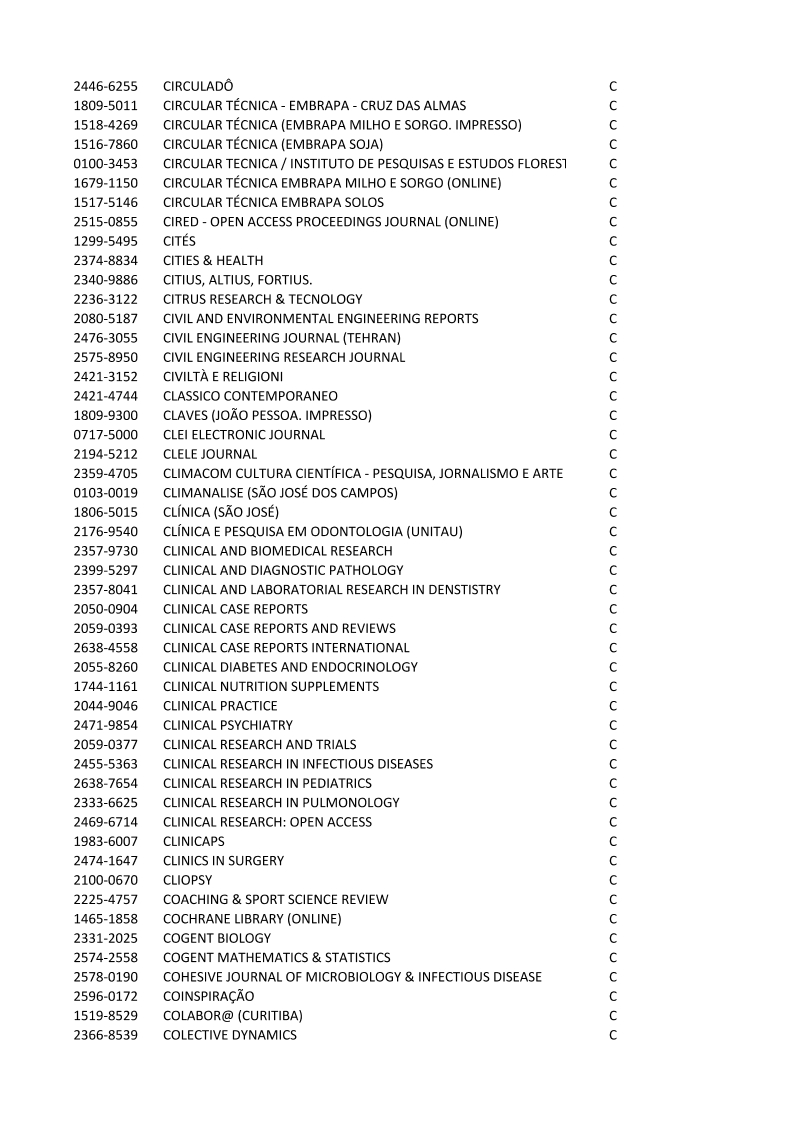 2446-6255 CIRCULADÔ C
1809-5011 CIRCULAR TÉCNICA - EMBRAPA - CRUZ DAS ALMAS C
1518-4269 CIRCULAR TÉCNICA (EMBRAPA MILHO E SORGO. IMPRESSO) C
1516-7860 CIRCULAR TÉCNICA (EMBRAPA SOJA) C
0100-3453 CIRCULAR TECNICA / INSTITUTO DE PESQUISAS E ESTUDOS FLOREST C
1679-1150 CIRCULAR TÉCNICA EMBRAPA MILHO E SORGO (ONLINE) C
1517-5146 CIRCULAR TÉCNICA EMBRAPA SOLOS C
2515-0855 CIRED - OPEN ACCESS PROCEEDINGS JOURNAL (ONLINE) C
1299-5495 CITÉS C
2374-8834 CITIES & HEALTH C
2340-9886 CITIUS, ALTIUS, FORTIUS. C
2236-3122 CITRUS RESEARCH & TECNOLOGY C
2080-5187 CIVIL AND ENVIRONMENTAL ENGINEERING REPORTS C
2476-3055 CIVIL ENGINEERING JOURNAL (TEHRAN) C
2575-8950 CIVIL ENGINEERING RESEARCH JOURNAL C
2421-3152 CIVILTÀ E RELIGIONI C
2421-4744 CLASSICO CONTEMPORANEO C
1809-9300 CLAVES (JOÃO PESSOA. IMPRESSO) C
0717-5000 CLEI ELECTRONIC JOURNAL C
2194-5212 CLELE JOURNAL C
2359-4705 CLIMACOM CULTURA CIENTÍFICA - PESQUISA, JORNALISMO E ARTE C
0103-0019 CLIMANALISE (SÃO JOSÉ DOS CAMPOS) C
1806-5015 CLÍNICA (SÃO JOSÉ) C
2176-9540 CLÍNICA E PESQUISA EM ODONTOLOGIA (UNITAU) C
2357-9730 CLINICAL AND BIOMEDICAL RESEARCH C
2399-5297 CLINICAL AND DIAGNOSTIC PATHOLOGY C
2357-8041 CLINICAL AND LABORATORIAL RESEARCH IN DENSTISTRY C
2050-0904 CLINICAL CASE REPORTS C
2059-0393 CLINICAL CASE REPORTS AND REVIEWS C
2638-4558 CLINICAL CASE REPORTS INTERNATIONAL C
2055-8260 CLINICAL DIABETES AND ENDOCRINOLOGY C
1744-1161 CLINICAL NUTRITION SUPPLEMENTS C
2044-9046 CLINICAL PRACTICE C
2471-9854 CLINICAL PSYCHIATRY C
2059-0377 CLINICAL RESEARCH AND TRIALS C
2455-5363 CLINICAL RESEARCH IN INFECTIOUS DISEASES C
2638-7654 CLINICAL RESEARCH IN PEDIATRICS C
2333-6625 CLINICAL RESEARCH IN PULMONOLOGY C
2469-6714 CLINICAL RESEARCH: OPEN ACCESS C
1983-6007 CLINICAPS C
2474-1647 CLINICS IN SURGERY C
2100-0670 CLIOPSY C
2225-4757 COACHING & SPORT SCIENCE REVIEW C
1465-1858 COCHRANE LIBRARY (ONLINE) C
2331-2025 COGENT BIOLOGY C
2574-2558 COGENT MATHEMATICS & STATISTICS C
2578-0190 COHESIVE JOURNAL OF MICROBIOLOGY & INFECTIOUS DISEASE C
2596-0172 COINSPIRAÇÃO C
1519-8529 COLABOR@ (CURITIBA) C
2366-8539 COLECTIVE DYNAMICS C